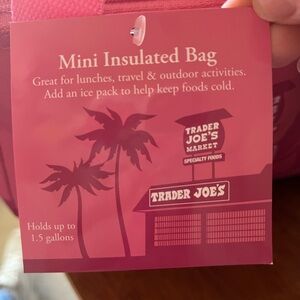 Mini Insulated Bag
Great for lunches, travel & outdoor activities.
Add an ice pack to help keep foods cold.
TRADER
JOE'S
MARKET
SPECIALTY FOODS
TRADER JOE'S
Holds up to
1.5 gallons